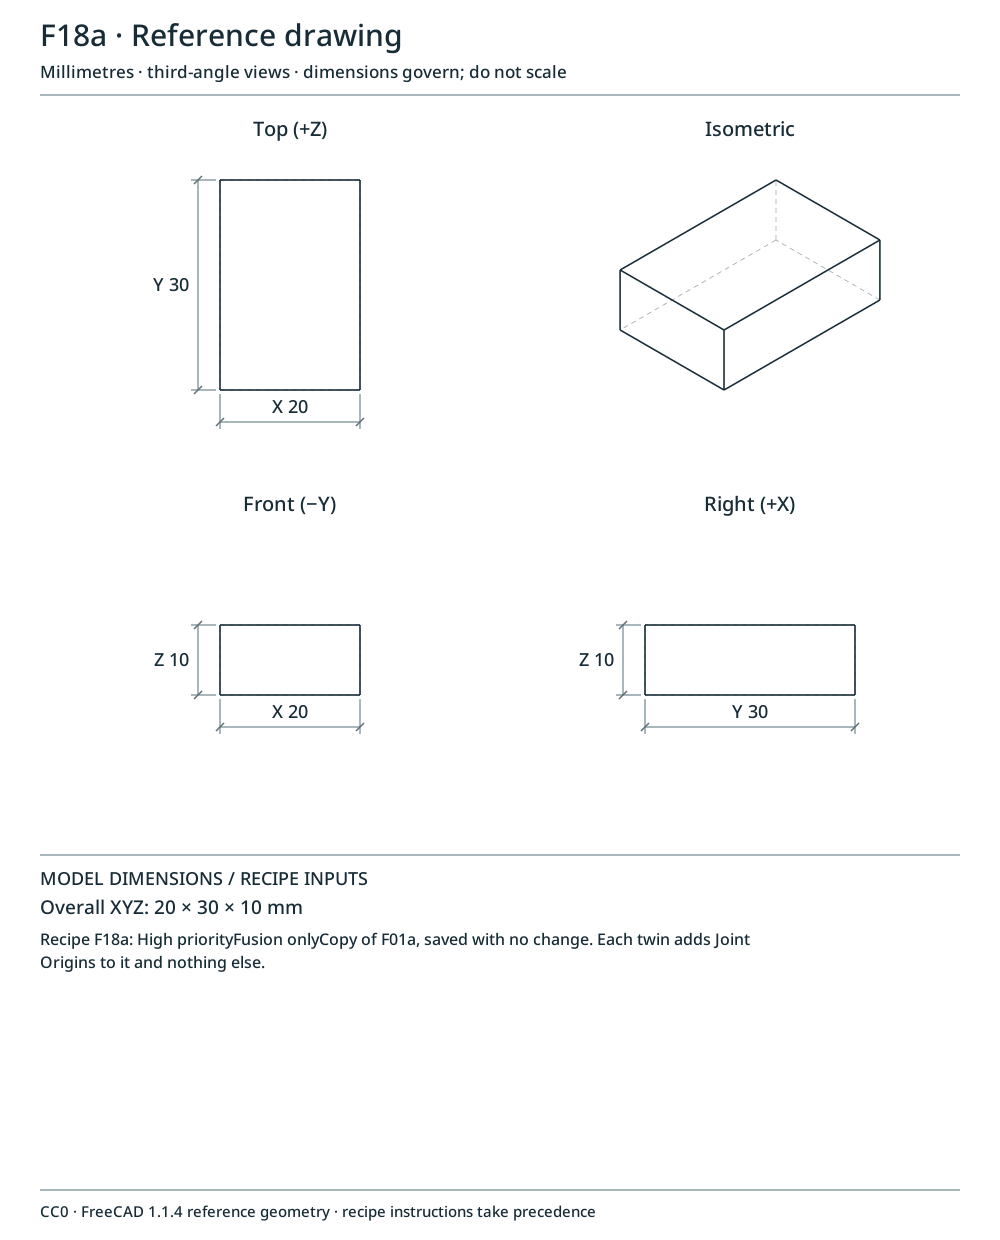 F18a · Reference drawing
Millimetres · third-angle views · dimensions govern; do not scale
Top (+Z)
Isometric
Y 30
X 20
Front (−Y)
Right (+X)
Z 10
Z 10
X 20
Y 30
MODEL DIMENSIONS / RECIPE INPUTS
Overall XYZ: 20 × 30 × 10 mm
Recipe F18a: High priorityFusion onlyCopy of F01a, saved with no change. Each twin adds Joint
Origins to it and nothing else.
CC0 · FreeCAD 1.1.4 reference geometry · recipe instructions take precedence